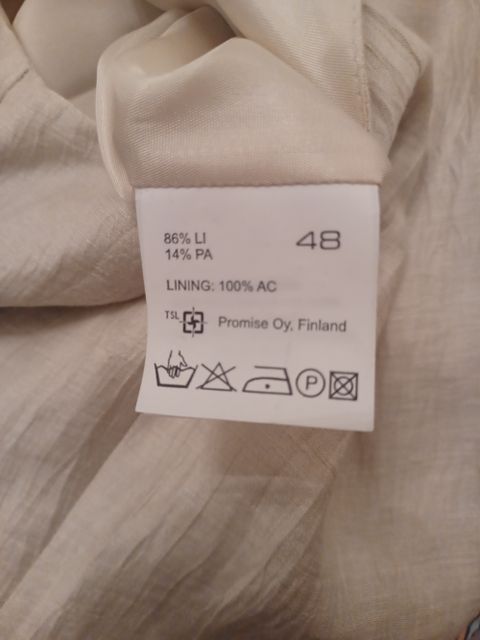 86% LI
48
14% PA
LINING: 100% AC
TSL Promise Oy, Finland
P